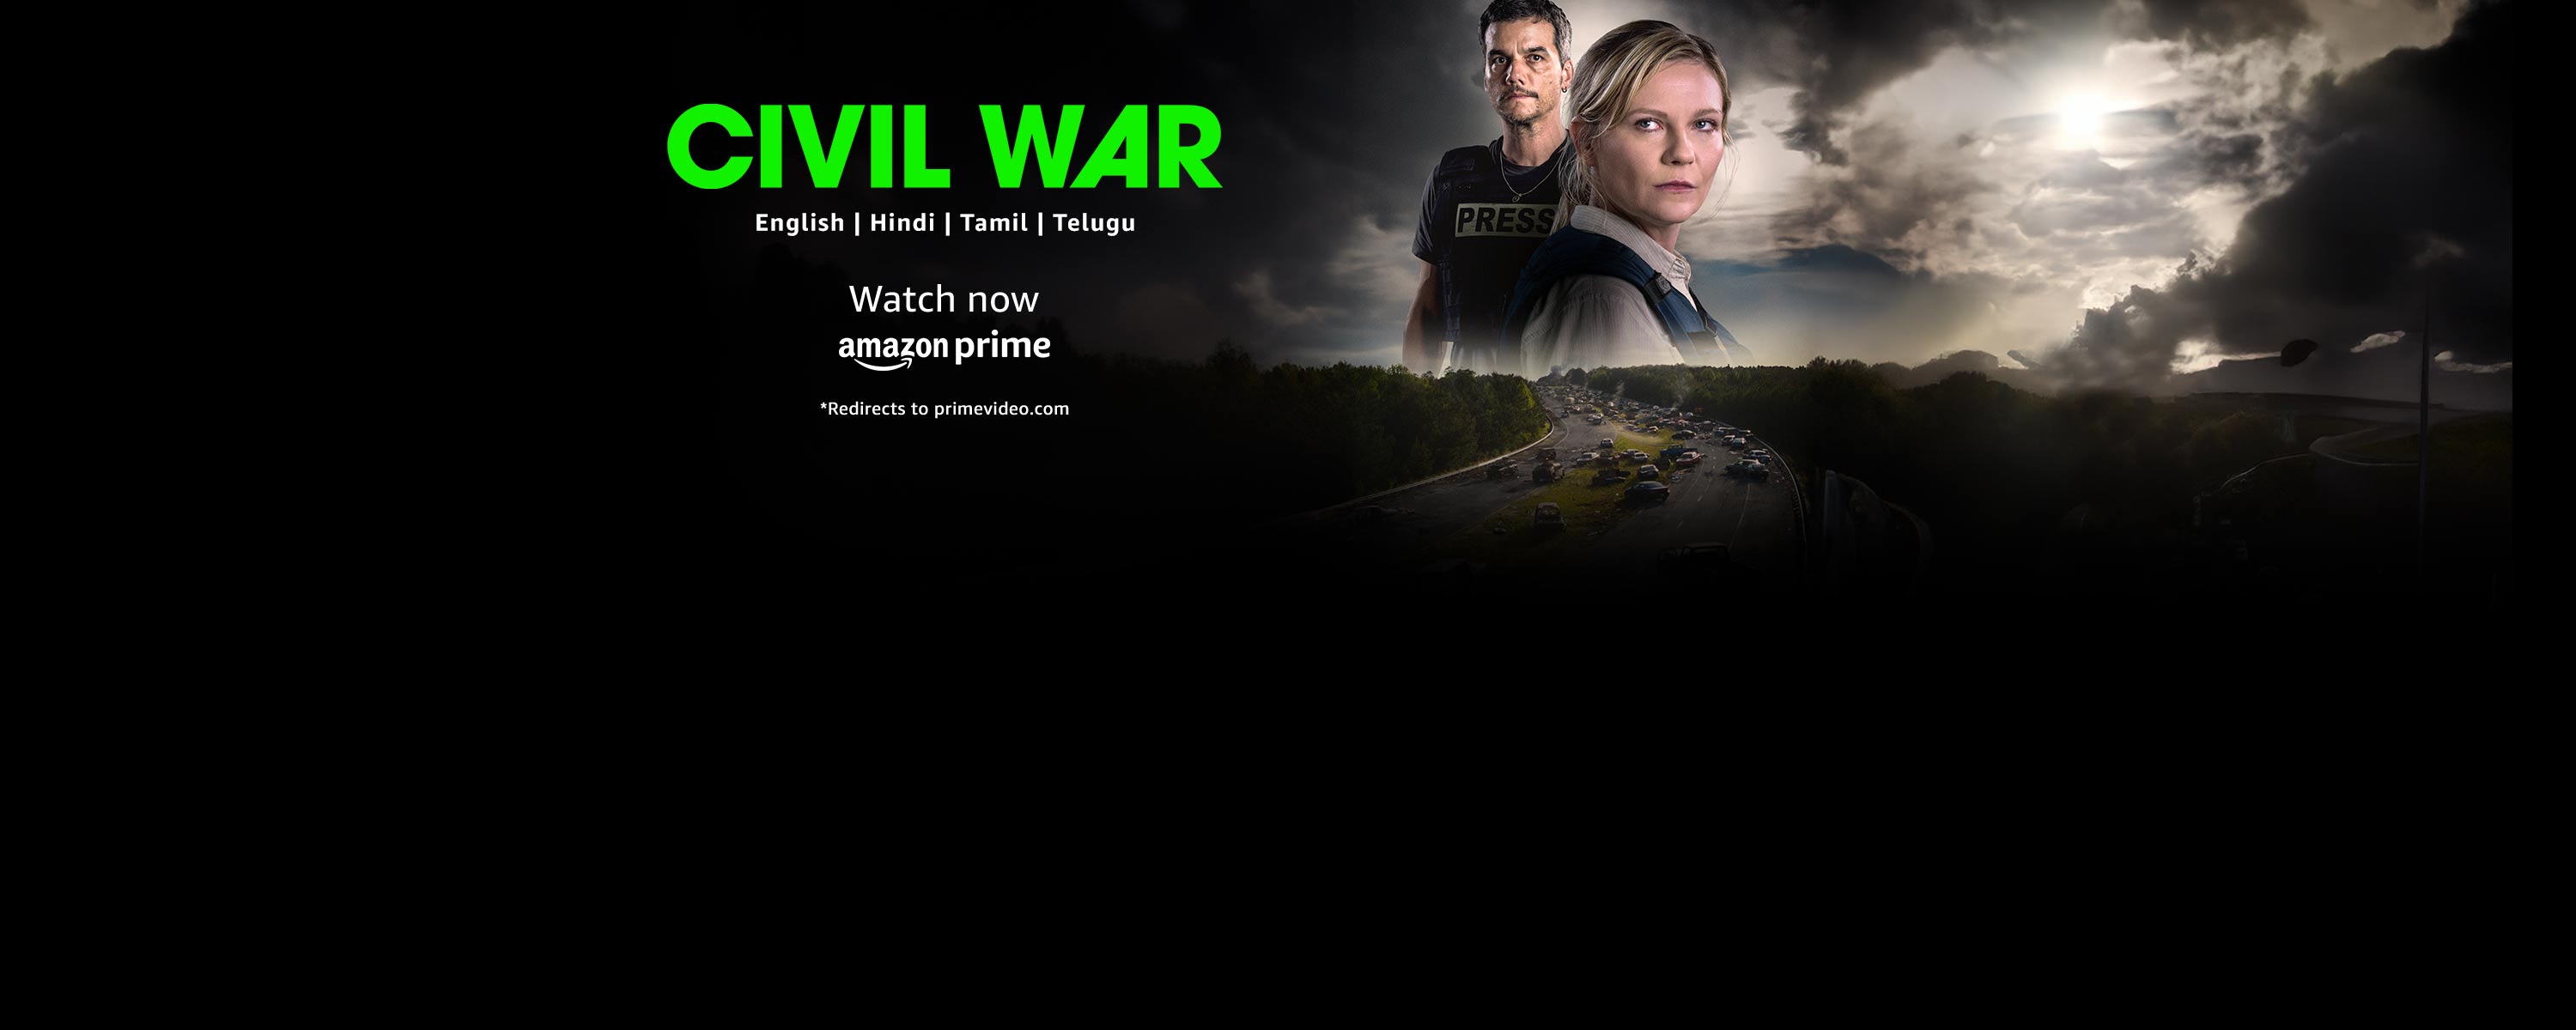 CIVIL WAR
English | Hindi | Tamil | Telugu
Watch now
amazon prime
*Redirects to primevideo.com
PRESS